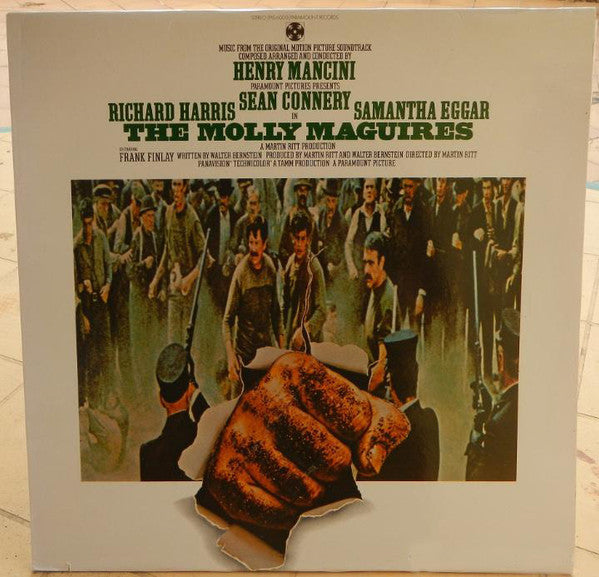 MUSIC FROM THE ORIGINAL MOTION PICTURE SOUNDTRACK
COMPOSED ARRANGED AND CONDUCTED BY
HENRY MANCINI
PARAMOUNT PICTURES PRESENTS
RICHARD HARRIS SEAN CONNERY SAMANTHA EGGAR
IN
THE MOLLY MAGUIRES
A MARTIN RITT PRODUCTION
FRANK FINLAY WRITTEN BY WALTER BERNSTEIN PRODUCED BY MARTIN RITT AND WALTER BERNSTEIN DIRECTED BY MARTIN RITT
PANAVISION® TECHNICOLOR® A TAMM PRODUCTION A PARAMOUNT PICTURE